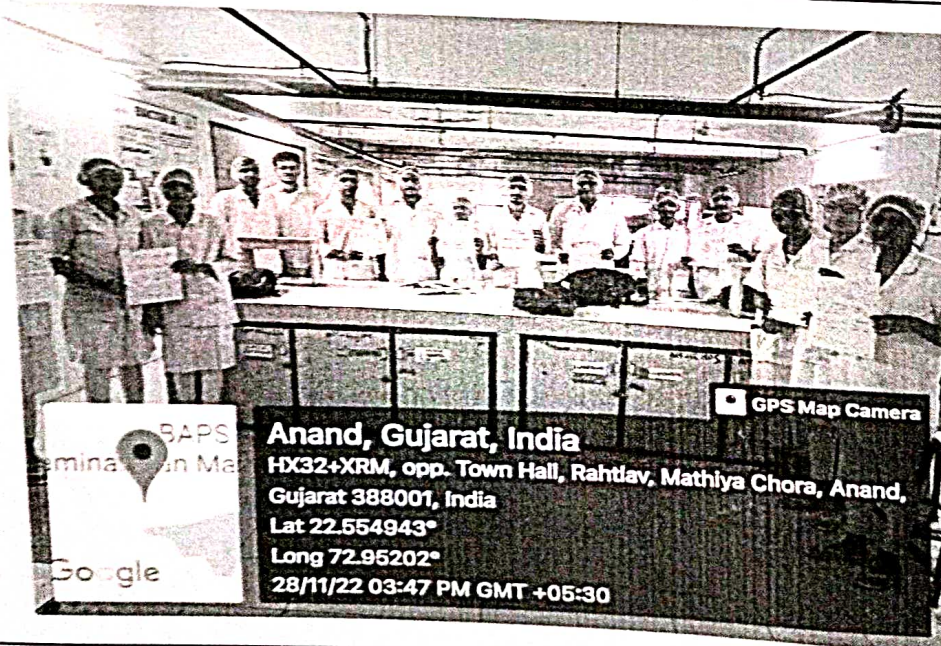 GPS Map Camera
BAPS
Google
Anand, Gujarat, India
HX32+XRM, opp. Town Hall, Rahtlav, Mathiya Chora, Anand,
Gujarat 388001, India
Lat 22.554943°
Long 72.95202°
28/11/22 03:47 PM GMT +05:30